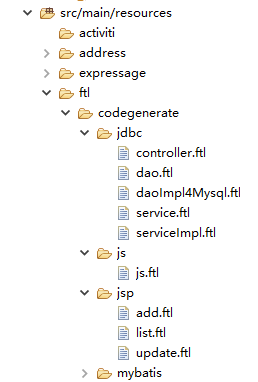 src/main/resources
activiti
address
expressage
ftl
codegenerate
jdbc
controller.ftl
dao.ftl
daoImpl4Mysql.ftl
service.ftl
serviceImpl.ftl
js
js.ftl
jsp
add.ftl
list.ftl
update.ftl
mybatis